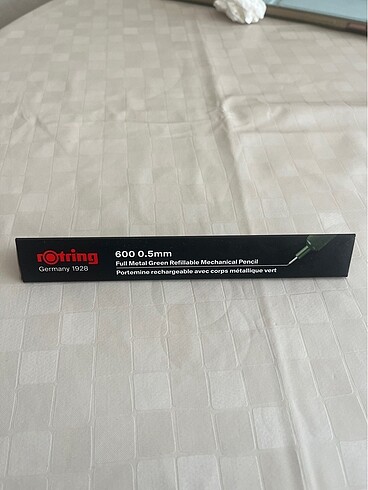 rotring
Germany 1928
600 0.5mm
Full Metal Green Refillable Mechanical Pencil
Portemine rechargeable avec corps métallique vert